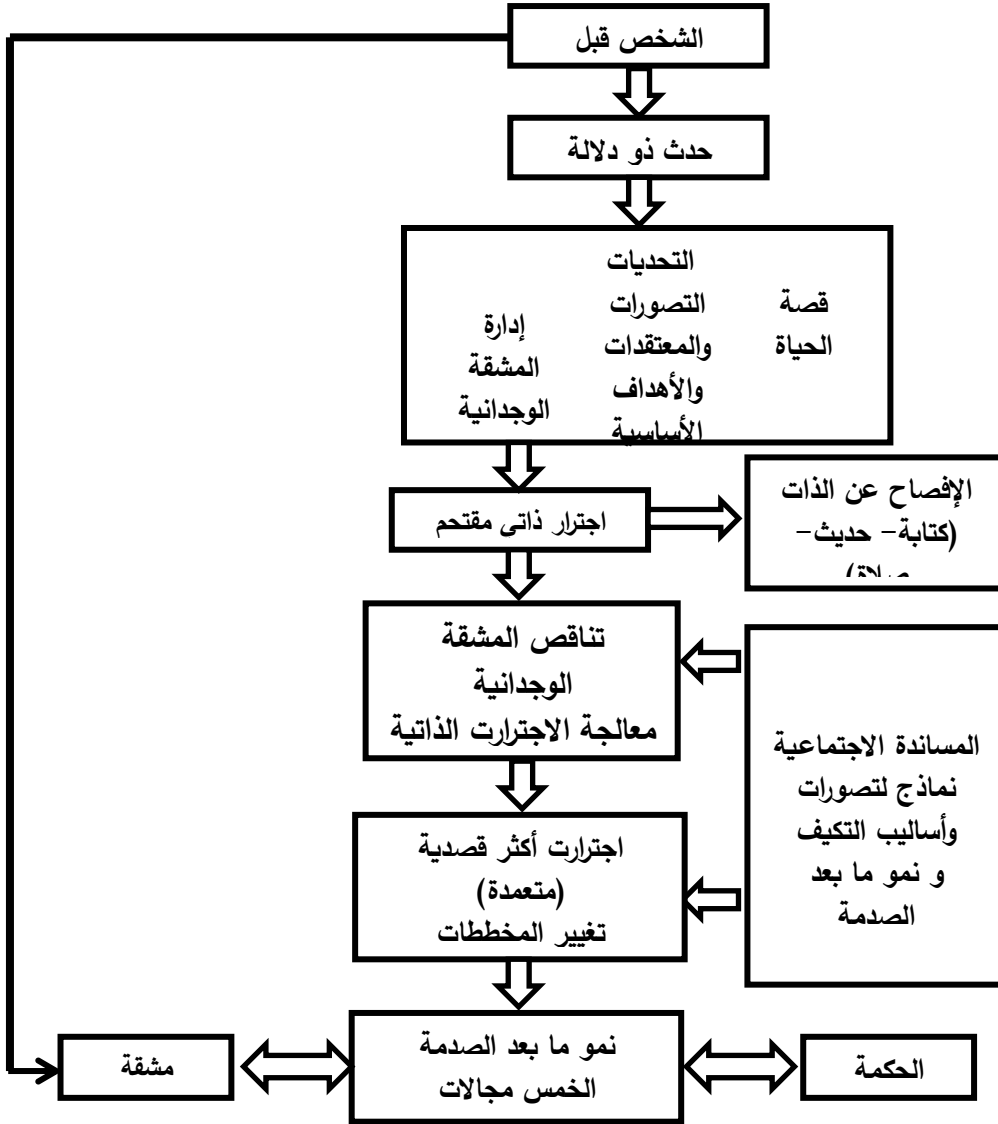 الشخص قبل
حدث ذو دلالة
قصة
الحياة
التحديات
التصورات
والمعتقدات
والأهداف
الأساسية
إدارة
المشقة
الوجدانية
اجترار ذاتى مقتحم
الإفصاح عن الذات
(كتابة- حديث-
صلاة)
تناقص المشقة
الوجدانية
معالجة الاجترارت الذاتية
المساندة الاجتماعية
نماذج لتصورات
وأساليب التكيف
و نمو ما بعد
الصدمة
اجترارت أكثر قصدية
(متعمدة)
تغيير المخططات
نمو ما بعد الصدمة
الخمس مجالات
الحكمة
مشقة